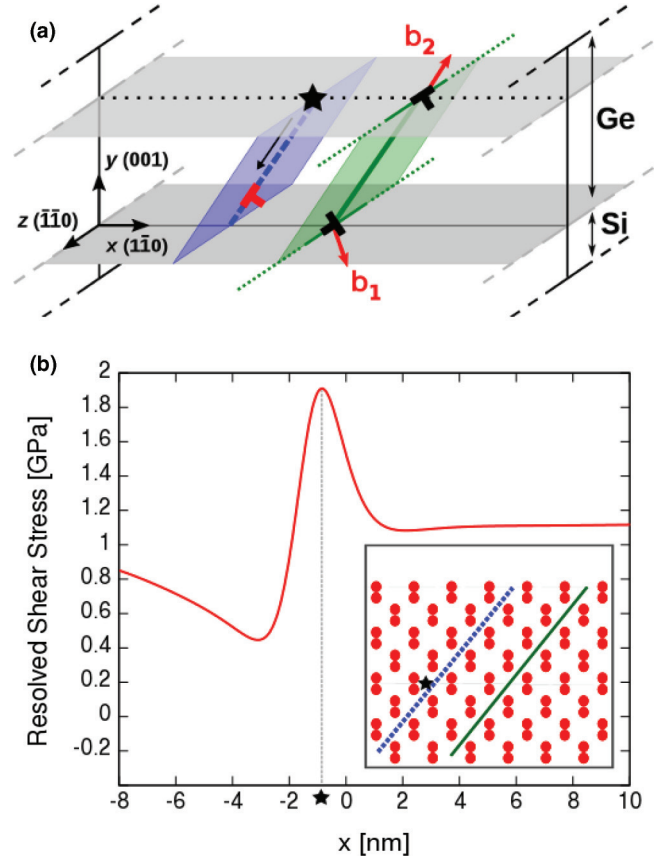 (a)
b₂
Ge
y (001)
Si
z (1̄1̄0)
x (11̄0)
b₁
(b)
2
1.8
1.6
1.4
1.2
1
0.8
0.6
0.4
0.2
0
-0.2
Resolved Shear Stress [GPa]
-8 -6 -4 -2 0 2 4 6 8 10
x [nm]